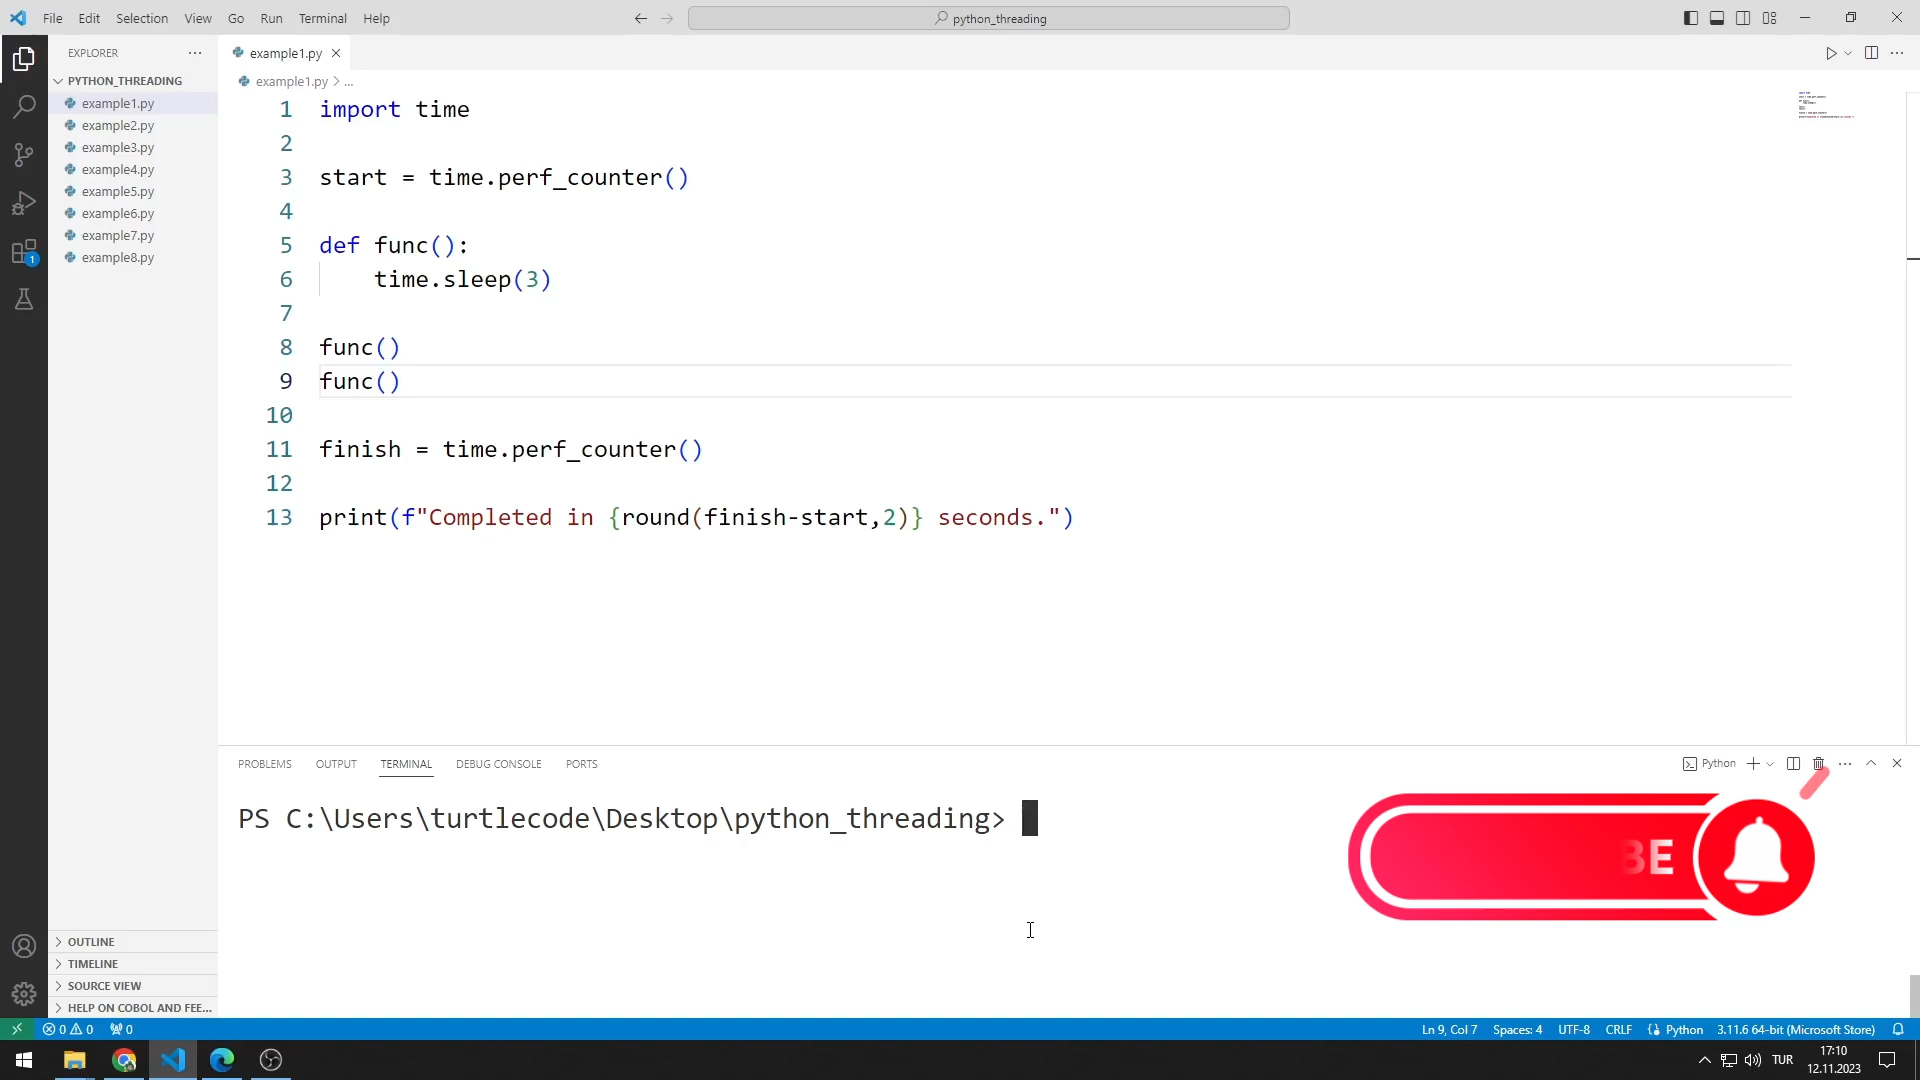 File Edit Selection View Go Run Terminal Help
python_threading
EXPLORER
PYTHON_THREADING
example1.py
example2.py
example3.py
example4.py
example5.py
example6.py
example7.py
example8.py
OUTLINE
TIMELINE
SOURCE VIEW
HELP ON COBOL AND FEE...
1
example1.py
example1.py > ...
1 import time
2
3 start = time.perf_counter()
4
5 def func():
6 time.sleep(3)
7
8 func()
9 func()
10
11 finish = time.perf_counter()
12
13 print(f"Completed in {round(finish-start,2)} seconds.")
PROBLEMS OUTPUT TERMINAL DEBUG CONSOLE PORTS
Python
PS C:\Users\turtlecode\Desktop\python_threading>
BE
0 0 0
Ln 9, Col 7 Spaces: 4 UTF-8 CRLF Python 3.11.6 64-bit (Microsoft Store)
TUR
17:10
12.11.2023